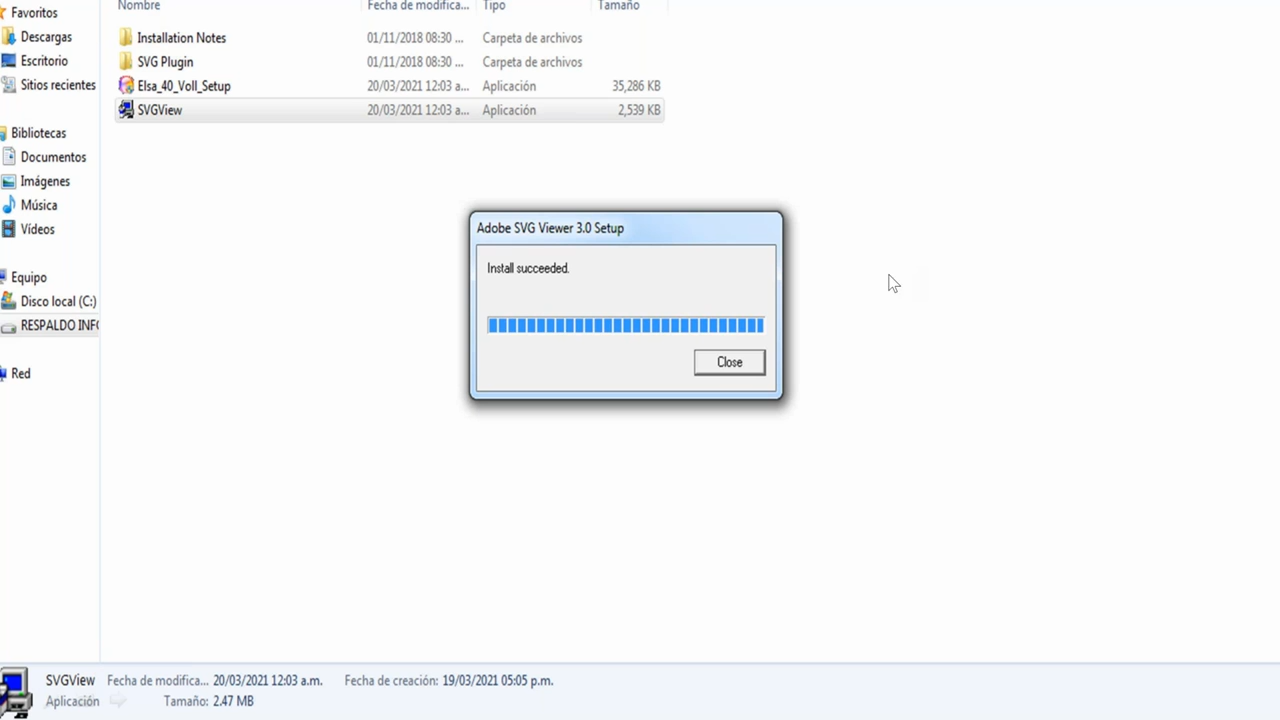 Favoritos
Descargas
Escritorio
Sitios recientes
Bibliotecas
Documentos
Imágenes
Música
Vídeos
Equipo
Disco local (C:)
RESPALDO INFO
Red
Nombre Fecha de modifica... Tipo Tamaño
Installation Notes 01/11/2018 08:30 ... Carpeta de archivos
SVG Plugin 01/11/2018 08:30 ... Carpeta de archivos
Elsa_40_Voll_Setup 20/03/2021 12:03 a... Aplicación 35,286 KB
SVGView 20/03/2021 12:03 a... Aplicación 2,539 KB
Adobe SVG Viewer 3.0 Setup
Install succeeded.
Close
SVGView Fecha de modifica... 20/03/2021 12:03 a.m. Fecha de creación: 19/03/2021 05:05 p.m.
Aplicación Tamaño: 2.47 MB